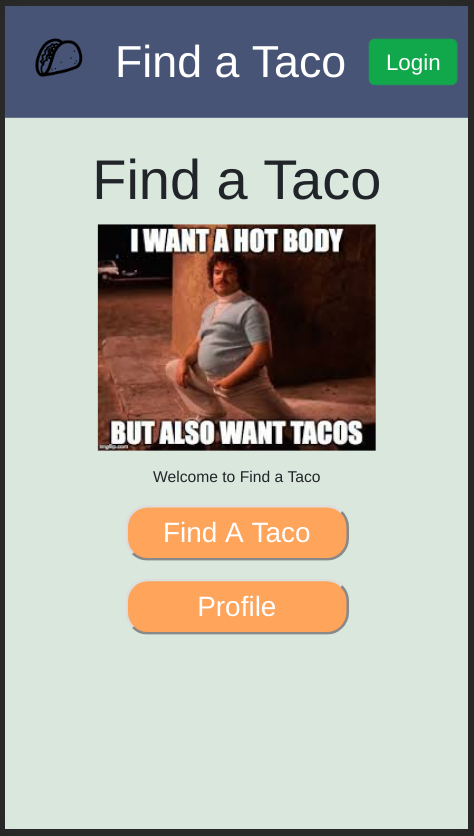 Find a Taco
Login
Find a Taco
I WANT A HOT BODY
BUT ALSO WANT TACOS
imgflip.com
Welcome to Find a Taco
Find A Taco
Profile